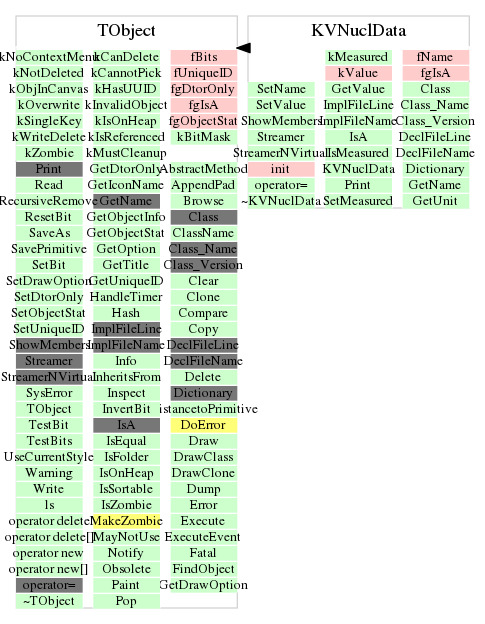 TObject KVNuclData
kNoContextMenu kCanDelete fBits kMeasured fName
kNotDeleted kCannotPick fUniqueID kValue fgIsA
kObjInCanvas kHasUUID fgDtorOnly SetName GetValue Class
kOverwrite kInvalidObject fgIsA SetValue ImplFileLine Class_Name
kSingleKey kIsOnHeap fgObjectStat ShowMembers ImplFileName Class_Version
kWriteDelete kIsReferenced kBitMask Streamer IsA DeclFileLine
kZombie kMustCleanup StreamerNVirtual IsMeasured DeclFileName
Print GetDtorOnly AbstractMethod init KVNuclData Dictionary
Read GetIconName AppendPad operator= Print GetName
RecursiveRemove GetName Browse ~KVNuclData SetMeasured GetUnit
ResetBit GetObjectInfo Class
SaveAs GetObjectStat ClassName
SavePrimitive GetOption Class_Name
SetBit GetTitle Class_Version
SetDrawOption GetUniqueID Clear
SetDtorOnly HandleTimer Clone
SetObjectStat Hash Compare
SetUniqueID ImplFileLine Copy
ShowMembers ImplFileName DeclFileLine
Streamer Info DeclFileName
StreamerNVirtual InheritsFrom Delete
SysError Inspect Dictionary
TObject InvertBit istancetoPrimitive
TestBit IsA DoError
TestBits IsEqual Draw
UseCurrentStyle IsFolder DrawClass
Warning IsOnHeap DrawClone
Write IsSortable Dump
ls IsZombie Error
operator delete MakeZombie Execute
operator delete[] MayNotUse ExecuteEvent
operator new Notify Fatal
operator new[] Obsolete FindObject
operator= Paint GetDrawOption
~TObject Pop